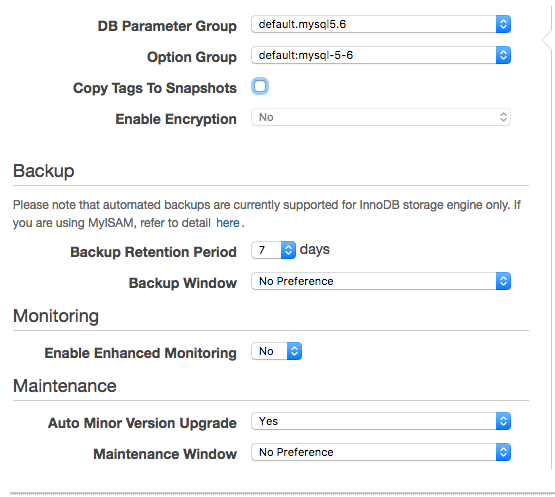 DB Parameter Group default.mysql5.6
Option Group default:mysql-5-6
Copy Tags To Snapshots
Enable Encryption No
Backup
Please note that automated backups are currently supported for InnoDB storage engine only. If
you are using MyISAM, refer to detail here .
Backup Retention Period 7 days
Backup Window No Preference
Monitoring
Enable Enhanced Monitoring No
Maintenance
Auto Minor Version Upgrade Yes
Maintenance Window No Preference